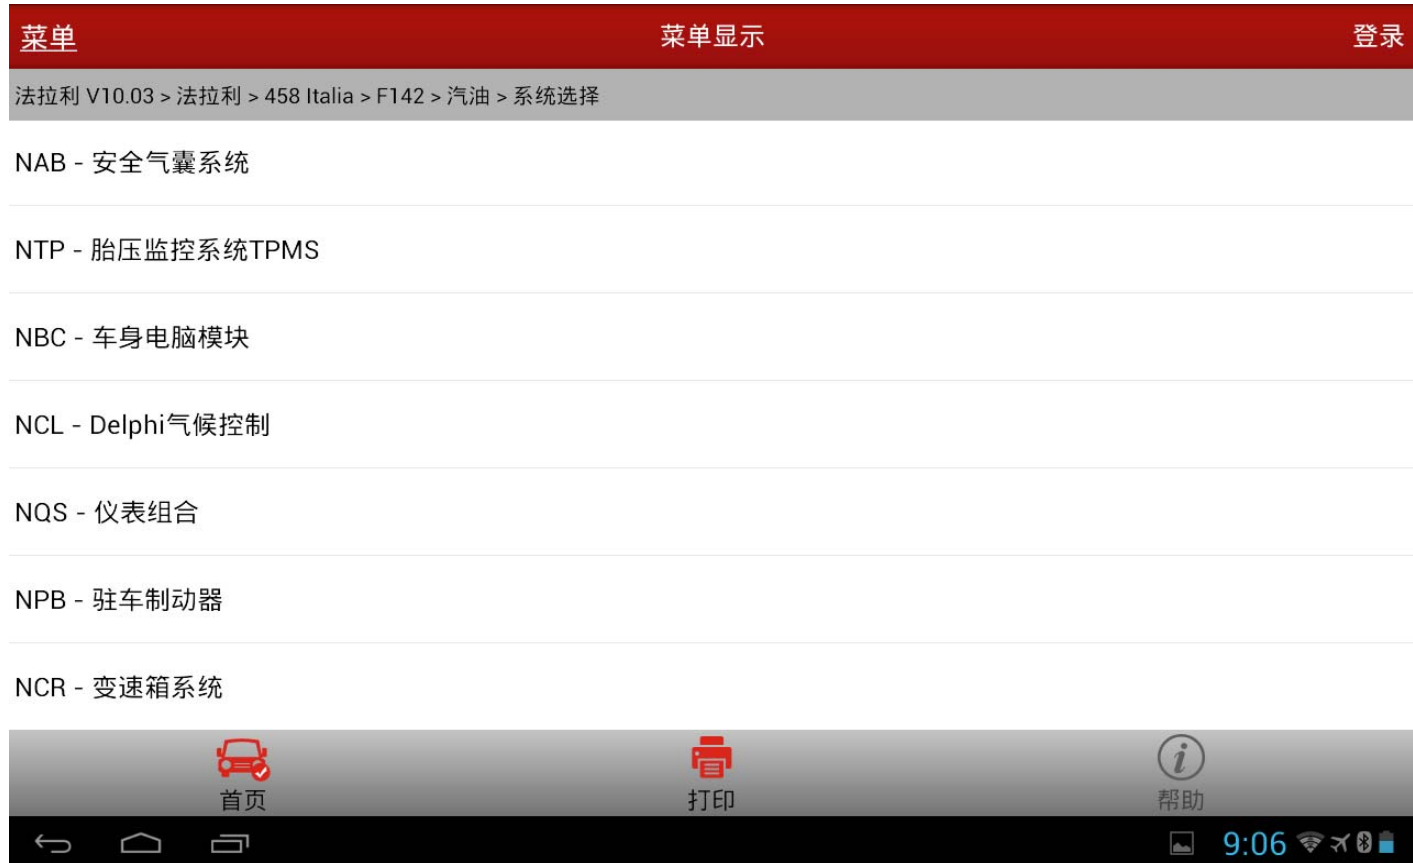 菜单 菜单显示 登录
法拉利 V10.03 > 法拉利 > 458 Italia > F142 > 汽油 > 系统选择
NAB - 安全气囊系统
NTP - 胎压监控系统TPMS
NBC - 车身电脑模块
NCL - Delphi气候控制
NQS - 仪表组合
NPB - 驻车制动器
NCR - 变速箱系统
首页 打印 帮助
9:06